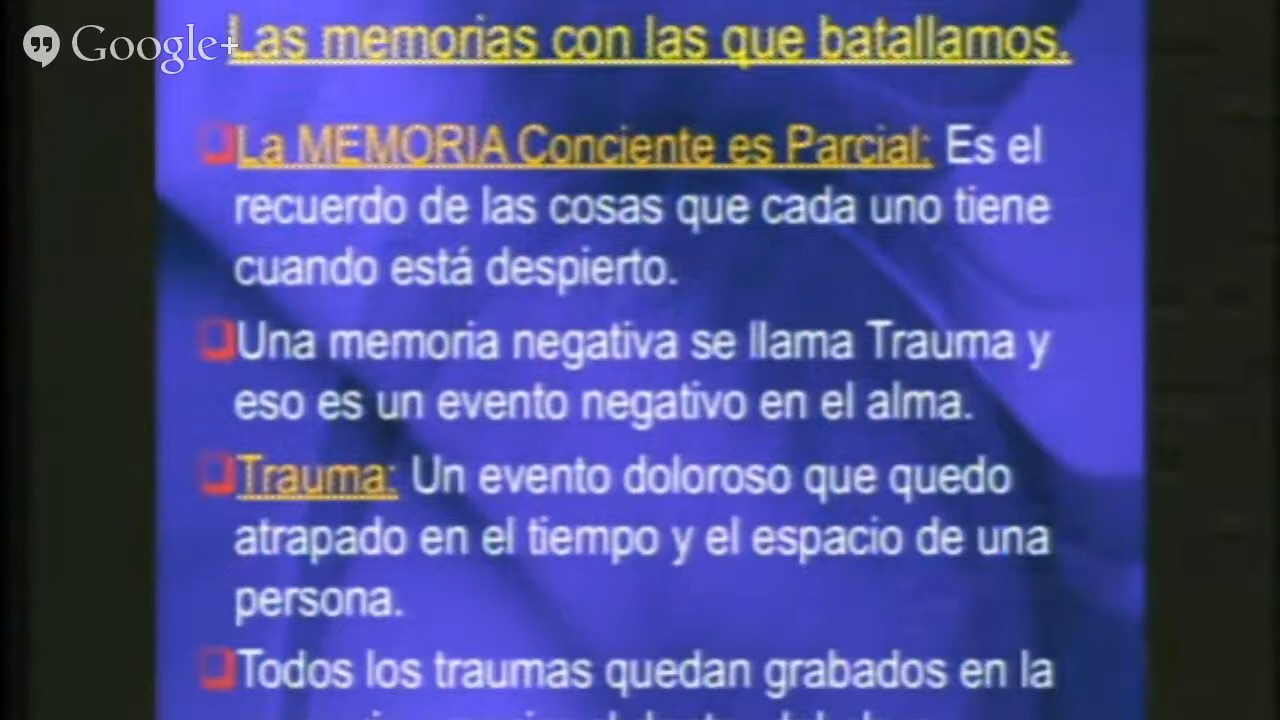 Google+
Las memorias con las que batallamos.
La MEMORIA Conciente es Parcial: Es el
recuerdo de las cosas que cada uno tiene
cuando está despierto.
Una memoria negativa se llama Trauma y
eso es un evento negativo en el alma.
Trauma: Un evento doloroso que quedo
atrapado en el tiempo y el espacio de una
persona.
Todos los traumas quedan grabados en la